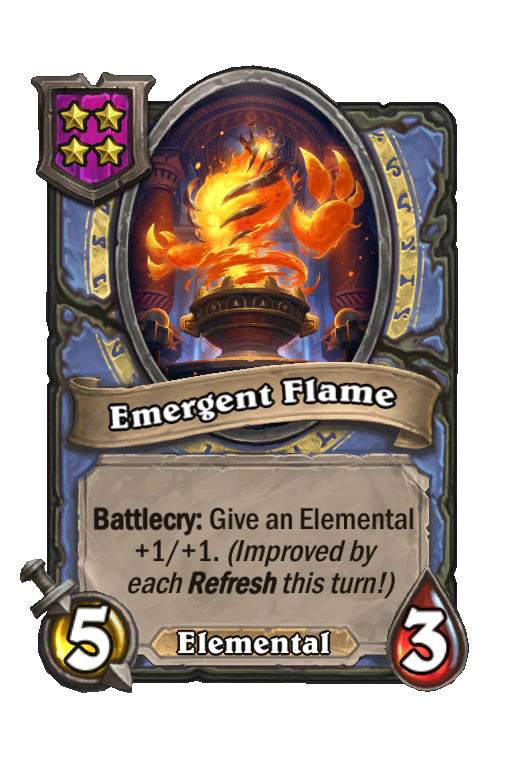 Emergent Flame
Battlecry: Give an Elemental
+1/+1. (Improved by
each Refresh this turn!)
5
Elemental
3